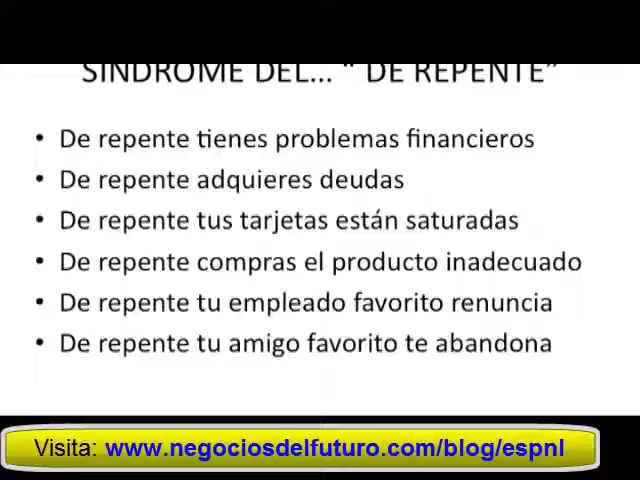 SÍNDROME DEL... “ DE REPENTE”
• De repente tienes problemas financieros
• De repente adquieres deudas
• De repente tus tarjetas están saturadas
• De repente compras el producto inadecuado
• De repente tu empleado favorito renuncia
• De repente tu amigo favorito te abandona
Visita: www.negociosdelfuturo.com/blog/espnl